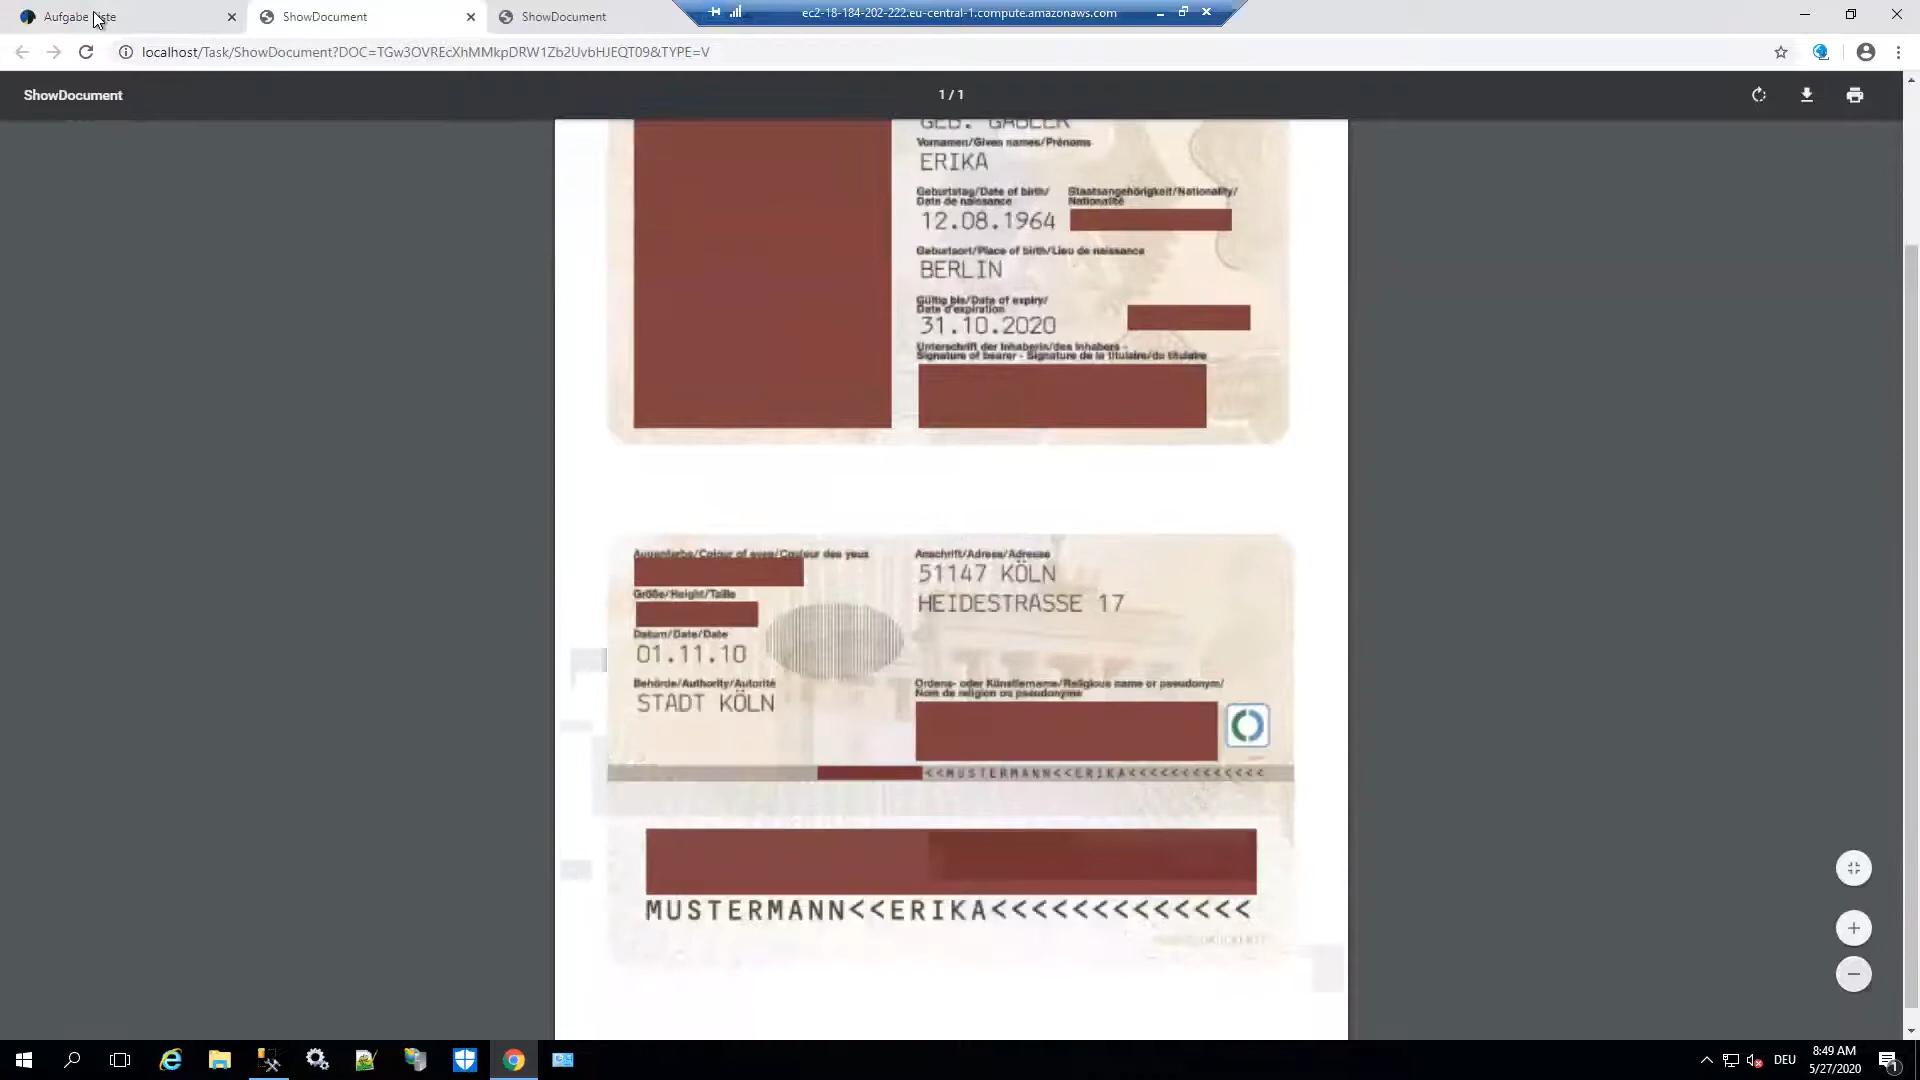 Aufgabe
ShowDocument
ShowDocument
ec2-18-184-202-222.eu-central-1.compute.amazonaws.com
localhost/Task/ShowDocument?DOC=TGw3OVREcXhMMkpDRW1Zb2UvbHJEQT09&TYPE=V
ShowDocument
1 / 1
GEB. GABLER
Vornamen/Given names/Prénoms
ERIKA
Geburtstag/Date of birth/
Date de naissance
Staatsangehörigkeit/Nationality/
Nationalité
12.08.1964
Geburtsort/Place of birth/Lieu de naissance
BERLIN
Gültig bis/Date of expiry/
Date d'expiration
31.10.2020
Unterschrift der Inhaberin/des Inhabers -
Signature of bearer - Signature de la titulaire/du titulaire
Augenfarbe/Colour of eyes/Couleur des yeux
Größe/Height/Taille
Datum/Date/Date
01.11.10
Behörde/Authority/Autorité
STADT KÖLN
Anschrift/Adress/Adresse
51147 KÖLN
HEIDESTRASSE 17
Ordens- oder Künstlername/Religious name or pseudonym/
Nom de religion ou pseudonyme
<<MUSTERMANN<<ERIKA<<<<<<<<<<<<<
MUSTERMANN<<ERIKA<<<<<<<<<<<<<
DEU
8:49 AM
5/27/2020
1